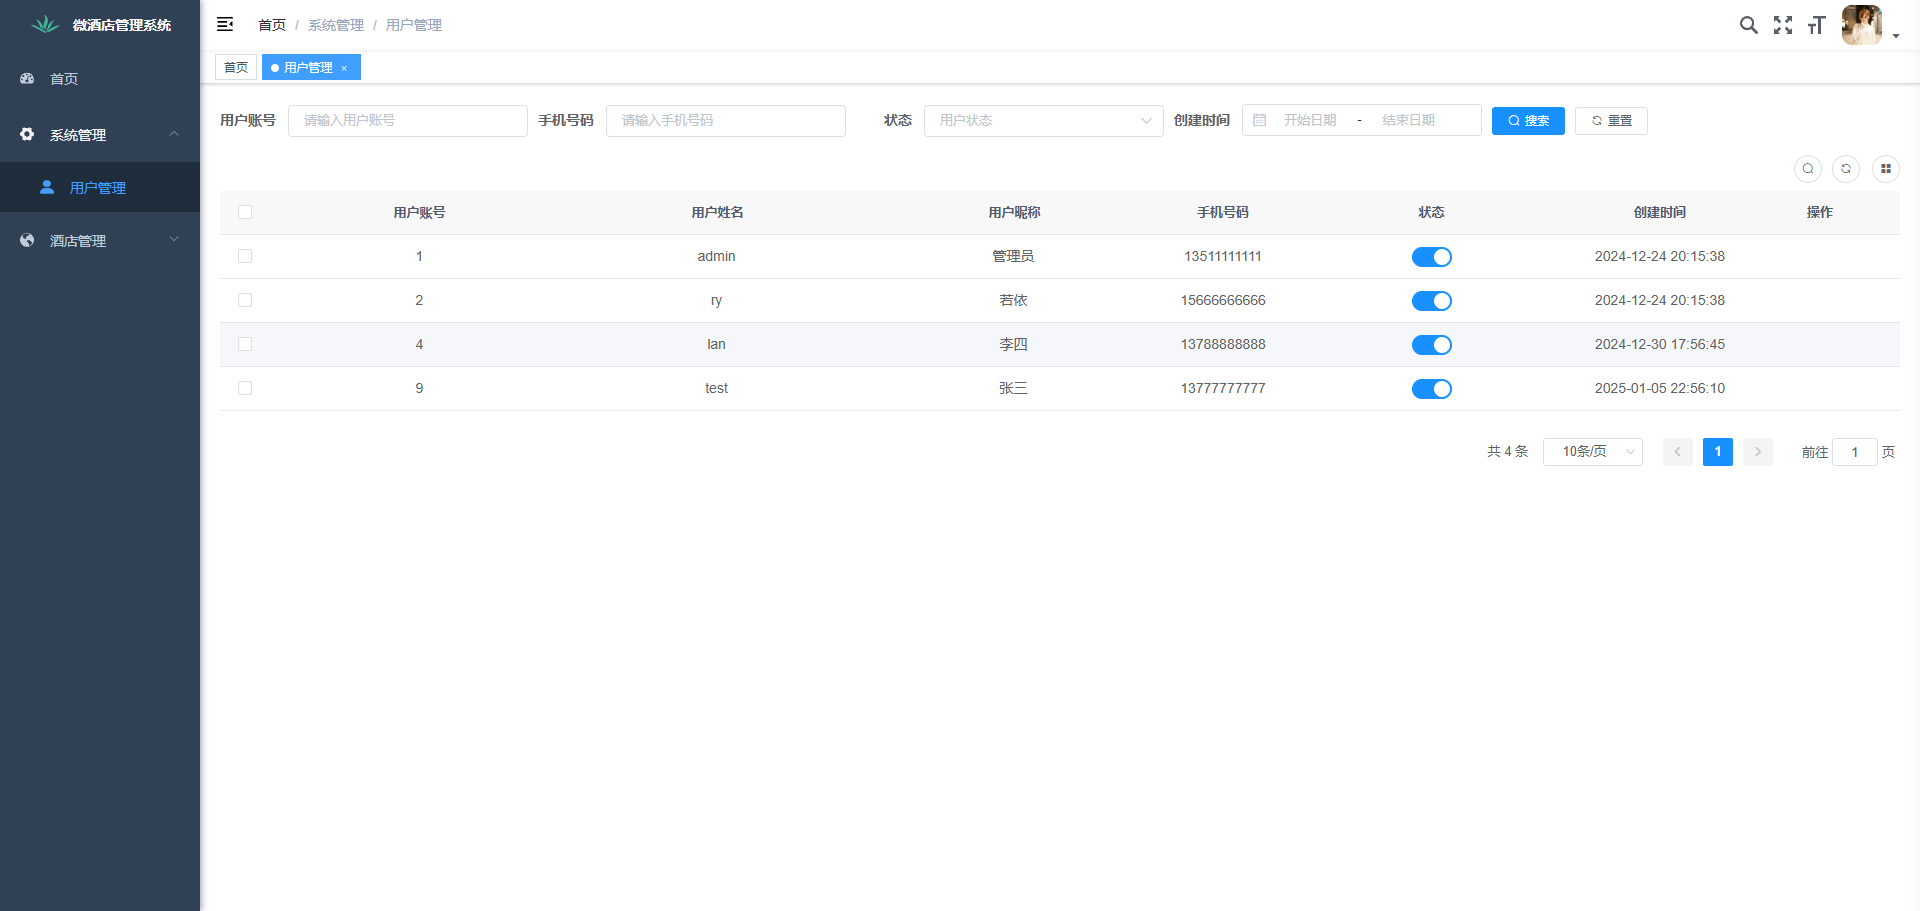 微酒店管理系统
首页
系统管理
用户管理
酒店管理
首页 / 系统管理 / 用户管理
首页
用户管理 ×
用户账号 请输入用户账号 手机号码 请输入手机号码 状态 用户状态 创建时间 开始日期 - 结束日期 搜索 重置
用户账号 用户姓名 用户昵称 手机号码 状态 创建时间 操作
1 admin 管理员 13511111111 2024-12-24 20:15:38
2 ry 若依 15666666666 2024-12-24 20:15:38
4 lan 李四 13788888888 2024-12-30 17:56:45
9 test 张三 13777777777 2025-01-05 22:56:10
共 4 条 10条/页 1 前往 1 页